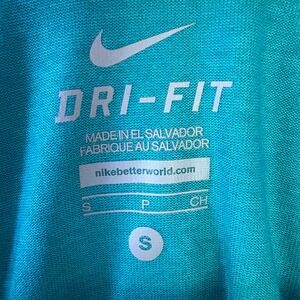 DRI-FIT
MADE IN EL SALVADOR
FABRIQUE AU SALVADOR
nikebetterworld.com
S P CH
S